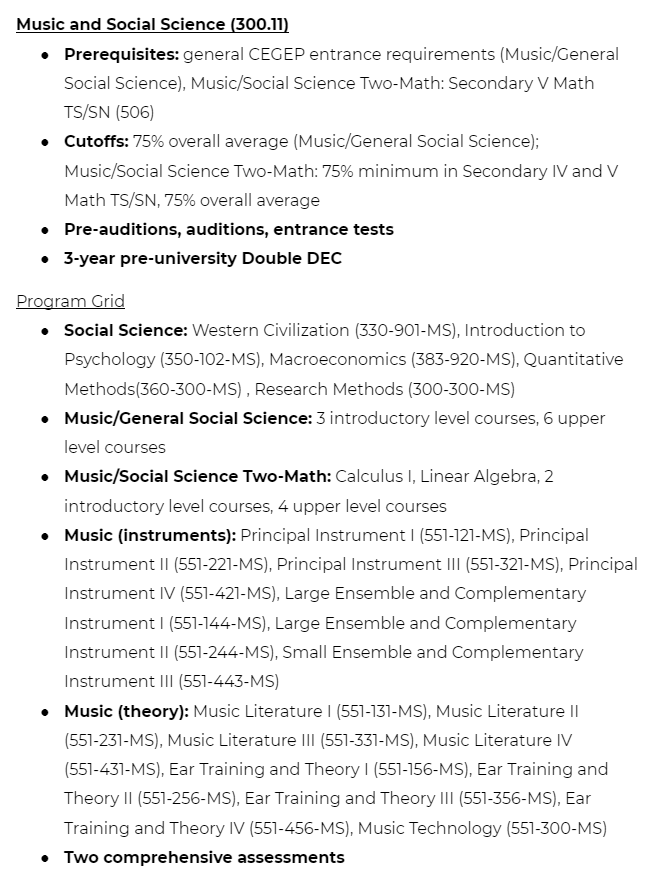 Music and Social Science (300.11)
● Prerequisites: general CEGEP entrance requirements (Music/General
Social Science), Music/Social Science Two-Math: Secondary V Math
TS/SN (506)
● Cutoffs: 75% overall average (Music/General Social Science);
Music/Social Science Two-Math: 75% minimum in Secondary IV and V
Math TS/SN, 75% overall average
● Pre-auditions, auditions, entrance tests
● 3-year pre-university Double DEC
Program Grid
● Social Science: Western Civilization (330-901-MS), Introduction to
Psychology (350-102-MS), Macroeconomics (383-920-MS), Quantitative
Methods(360-300-MS) , Research Methods (300-300-MS)
● Music/General Social Science: 3 introductory level courses, 6 upper
level courses
● Music/Social Science Two-Math: Calculus I, Linear Algebra, 2
introductory level courses, 4 upper level courses
● Music (instruments): Principal Instrument I (551-121-MS), Principal
Instrument II (551-221-MS), Principal Instrument III (551-321-MS), Principal
Instrument IV (551-421-MS), Large Ensemble and Complementary
Instrument I (551-144-MS), Large Ensemble and Complementary
Instrument II (551-244-MS), Small Ensemble and Complementary
Instrument III (551-443-MS)
● Music (theory): Music Literature I (551-131-MS), Music Literature II
(551-231-MS), Music Literature III (551-331-MS), Music Literature IV
(551-431-MS), Ear Training and Theory I (551-156-MS), Ear Training and
Theory II (551-256-MS), Ear Training and Theory III (551-356-MS), Ear
Training and Theory IV (551-456-MS), Music Technology (551-300-MS)
● Two comprehensive assessments